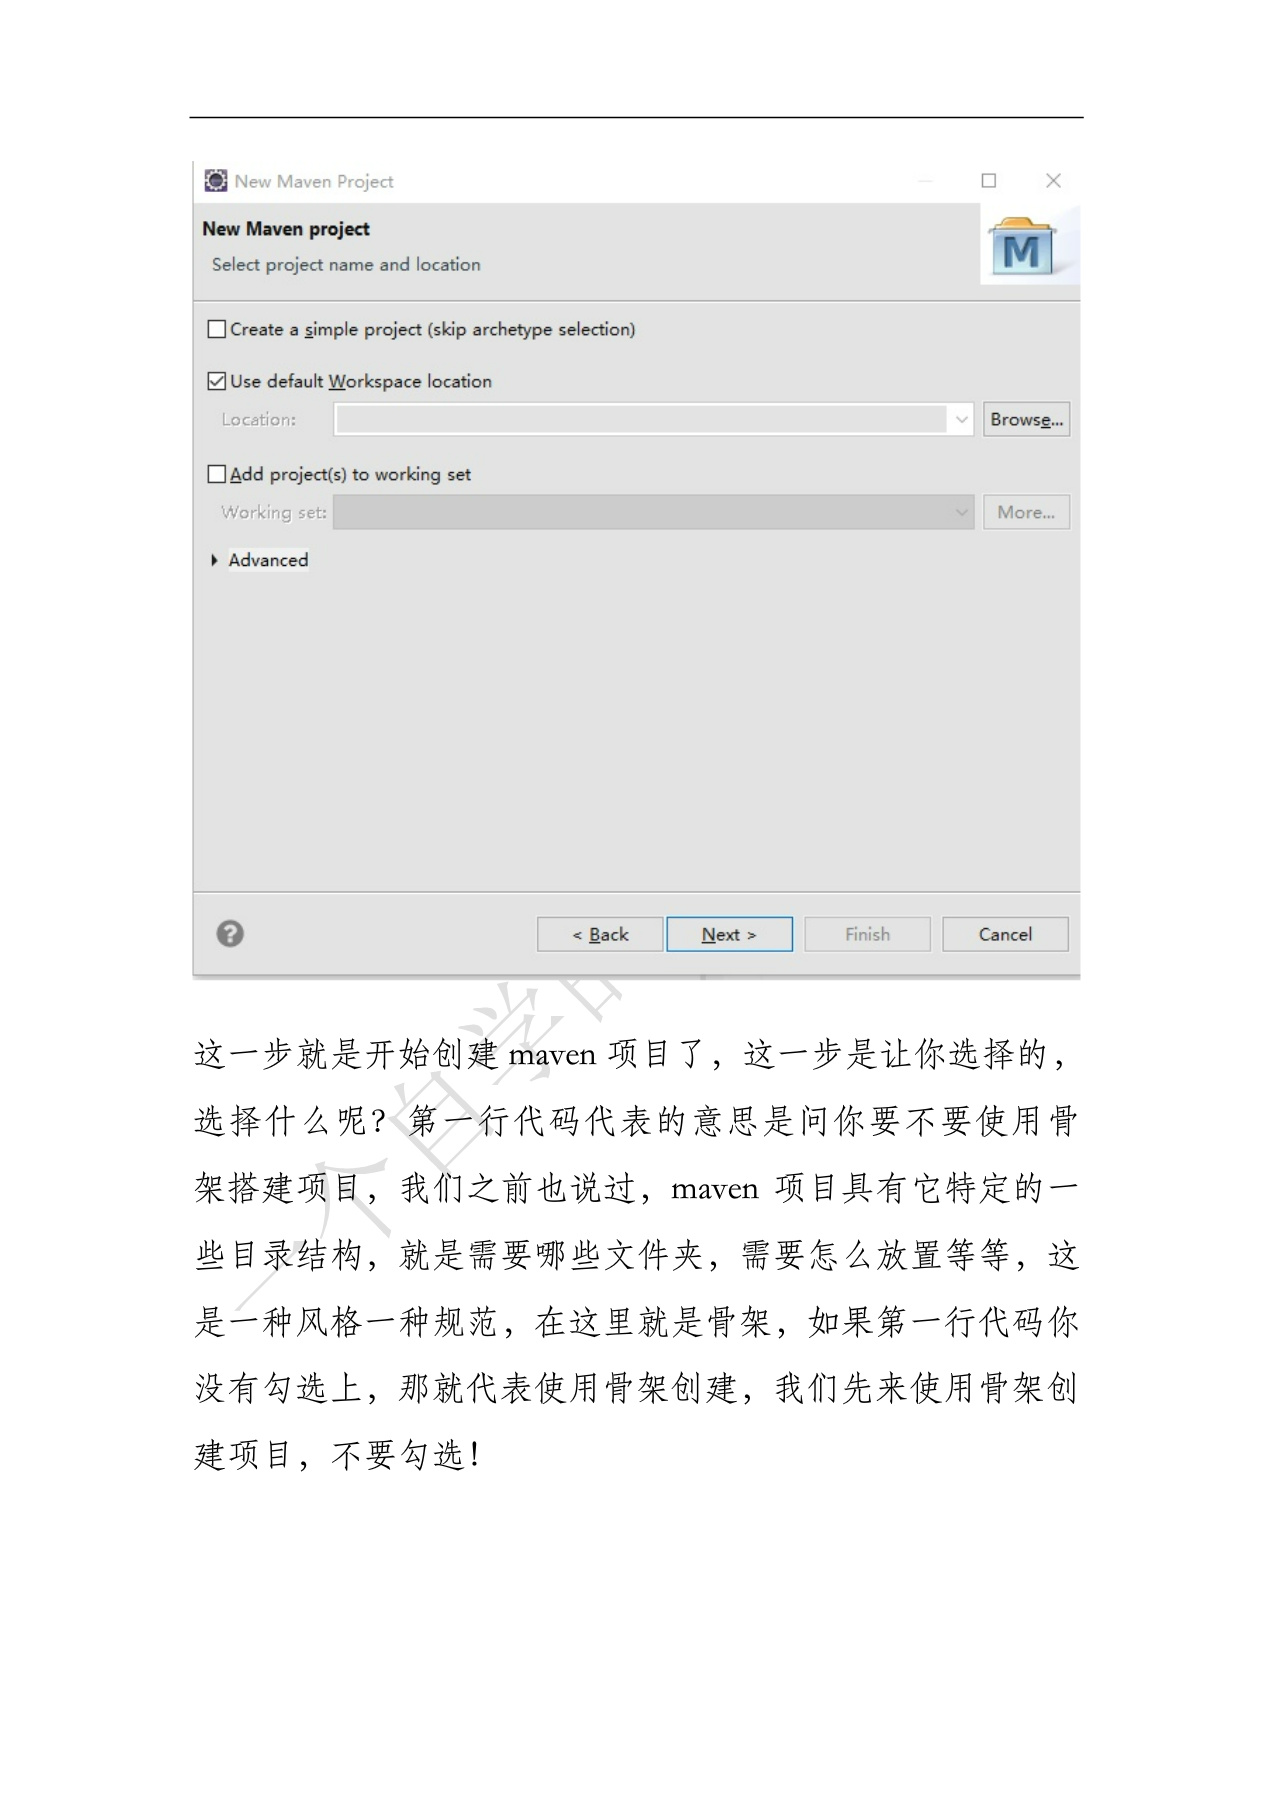 New Maven Project
New Maven project
Select project name and location
M
Create a simple project (skip archetype selection)
Use default Workspace location
Location:
Browse...
Add project(s) to working set
Working set:
More...
Advanced
?
< Back
Next >
Finish
Cancel
一个自学的
这一步就是开始创建 maven 项目了，这一步是让你选择的，
选择什么呢？第一行代码代表的意思是问你要不要使用骨
架搭建项目，我们之前也说过，maven 项目具有它特定的一
些目录结构，就是需要哪些文件夹，需要怎么放置等等，这
是一种风格一种规范，在这里就是骨架，如果第一行代码你
没有勾选上，那就代表使用骨架创建，我们先来使用骨架创
建项目，不要勾选！